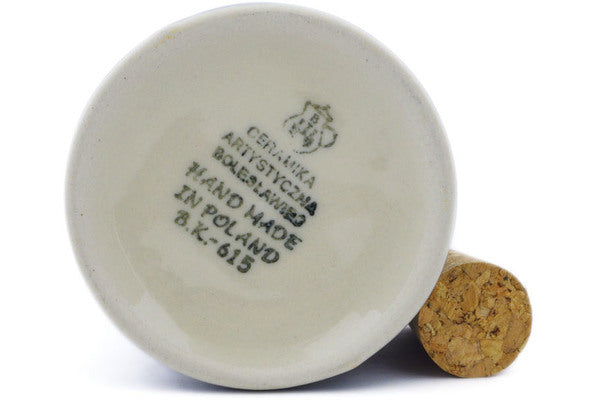 CERAMIKA
ARTYSTYCZNA
BOLESŁAWIEC
HAND MADE
IN POLAND
B.K.-615